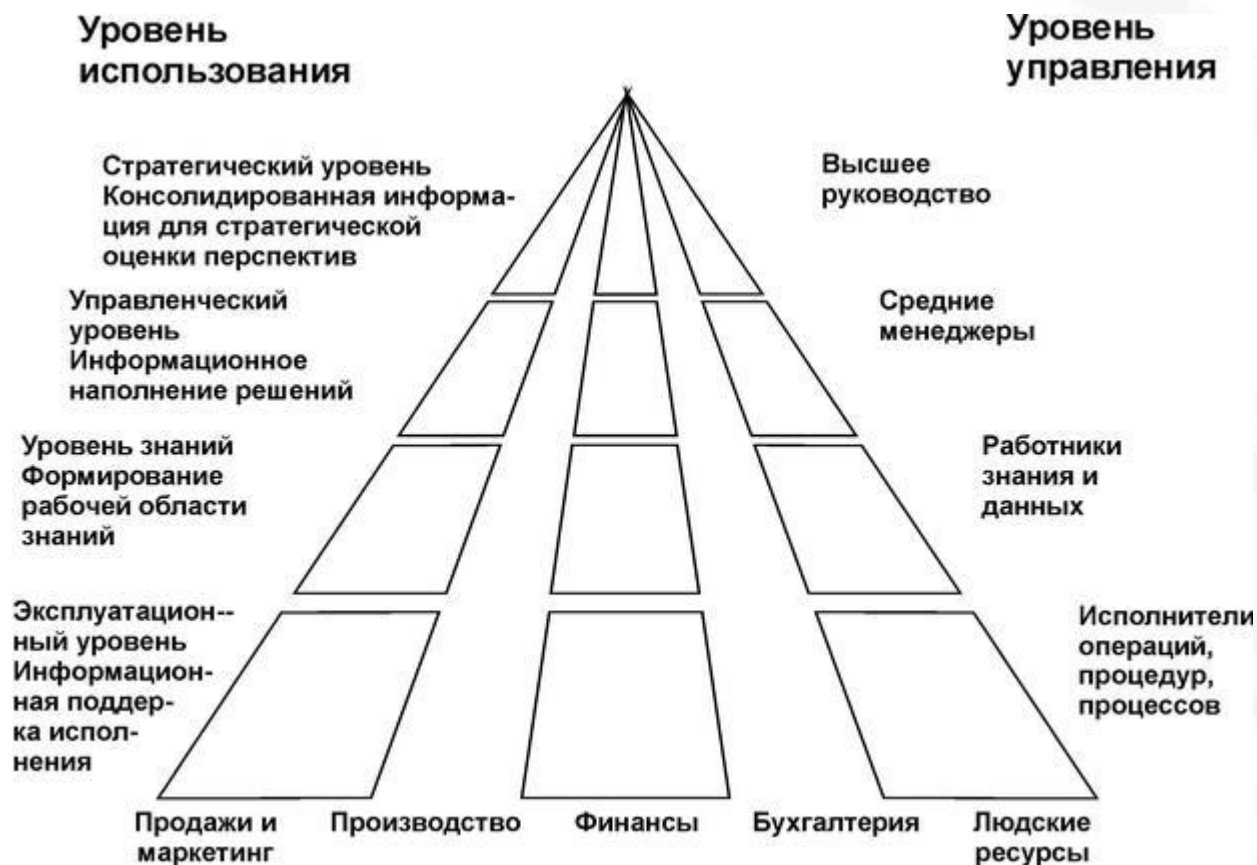 Уровень
использования
Уровень
управления
Стратегический уровень
Консолидированная информа-
ция для стратегической
оценки перспектив
Высшее
руководство
Управленческий
уровень
Информационное
наполнение решений
Средние
менеджеры
Уровень знаний
Формирование
рабочей области
знаний
Работники
знания и
данных
Эксплуатацион--
ный уровень
Информацион-
ная поддер-
ка испол-
нения
Исполнители
операций,
процедур,
процессов
Продажи и
маркетинг
Производство
Финансы
Бухгалтерия
Людские
ресурсы